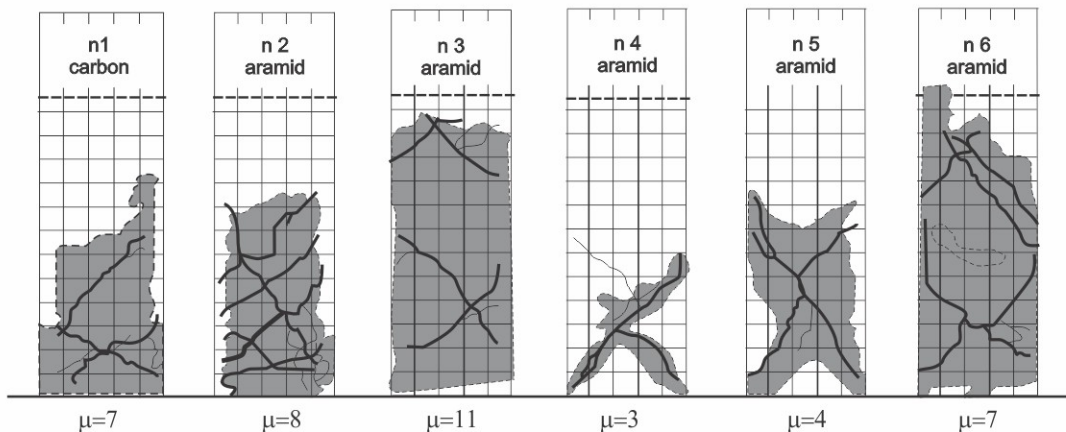 n1
carbon
n 2
aramid
n 3
aramid
n 4
aramid
n 5
aramid
n 6
aramid
μ=7
μ=8
μ=11
μ=3
μ=4
μ=7